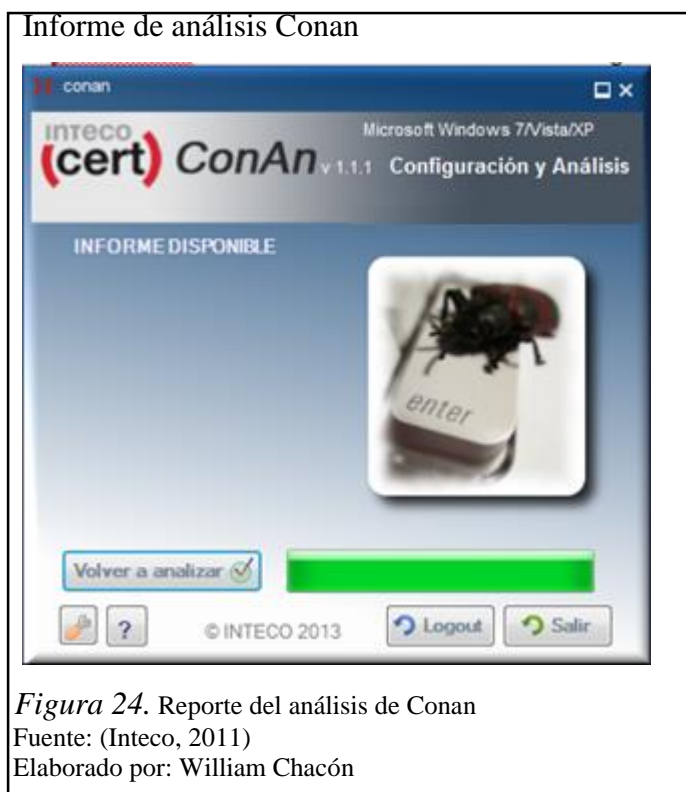 Informe de análisis Conan
conan
INTECO
(cert) ConAn v 1.1.1
Microsoft Windows 7/Vista/XP
Configuración y Análisis
INFORME DISPONIBLE
enter
Volver a analizar
?
© INTECO 2013
Logout
Salir
Figura 24. Reporte del análisis de Conan
Fuente: (Inteco, 2011)
Elaborado por: William Chacón